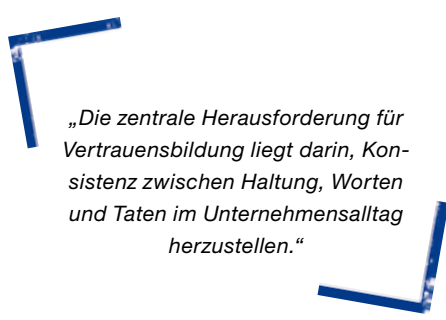 „Die zentrale Herausforderung für
Vertrauensbildung liegt darin, Kon-
sistenz zwischen Haltung, Worten
und Taten im Unternehmensalltag
herzustellen.“